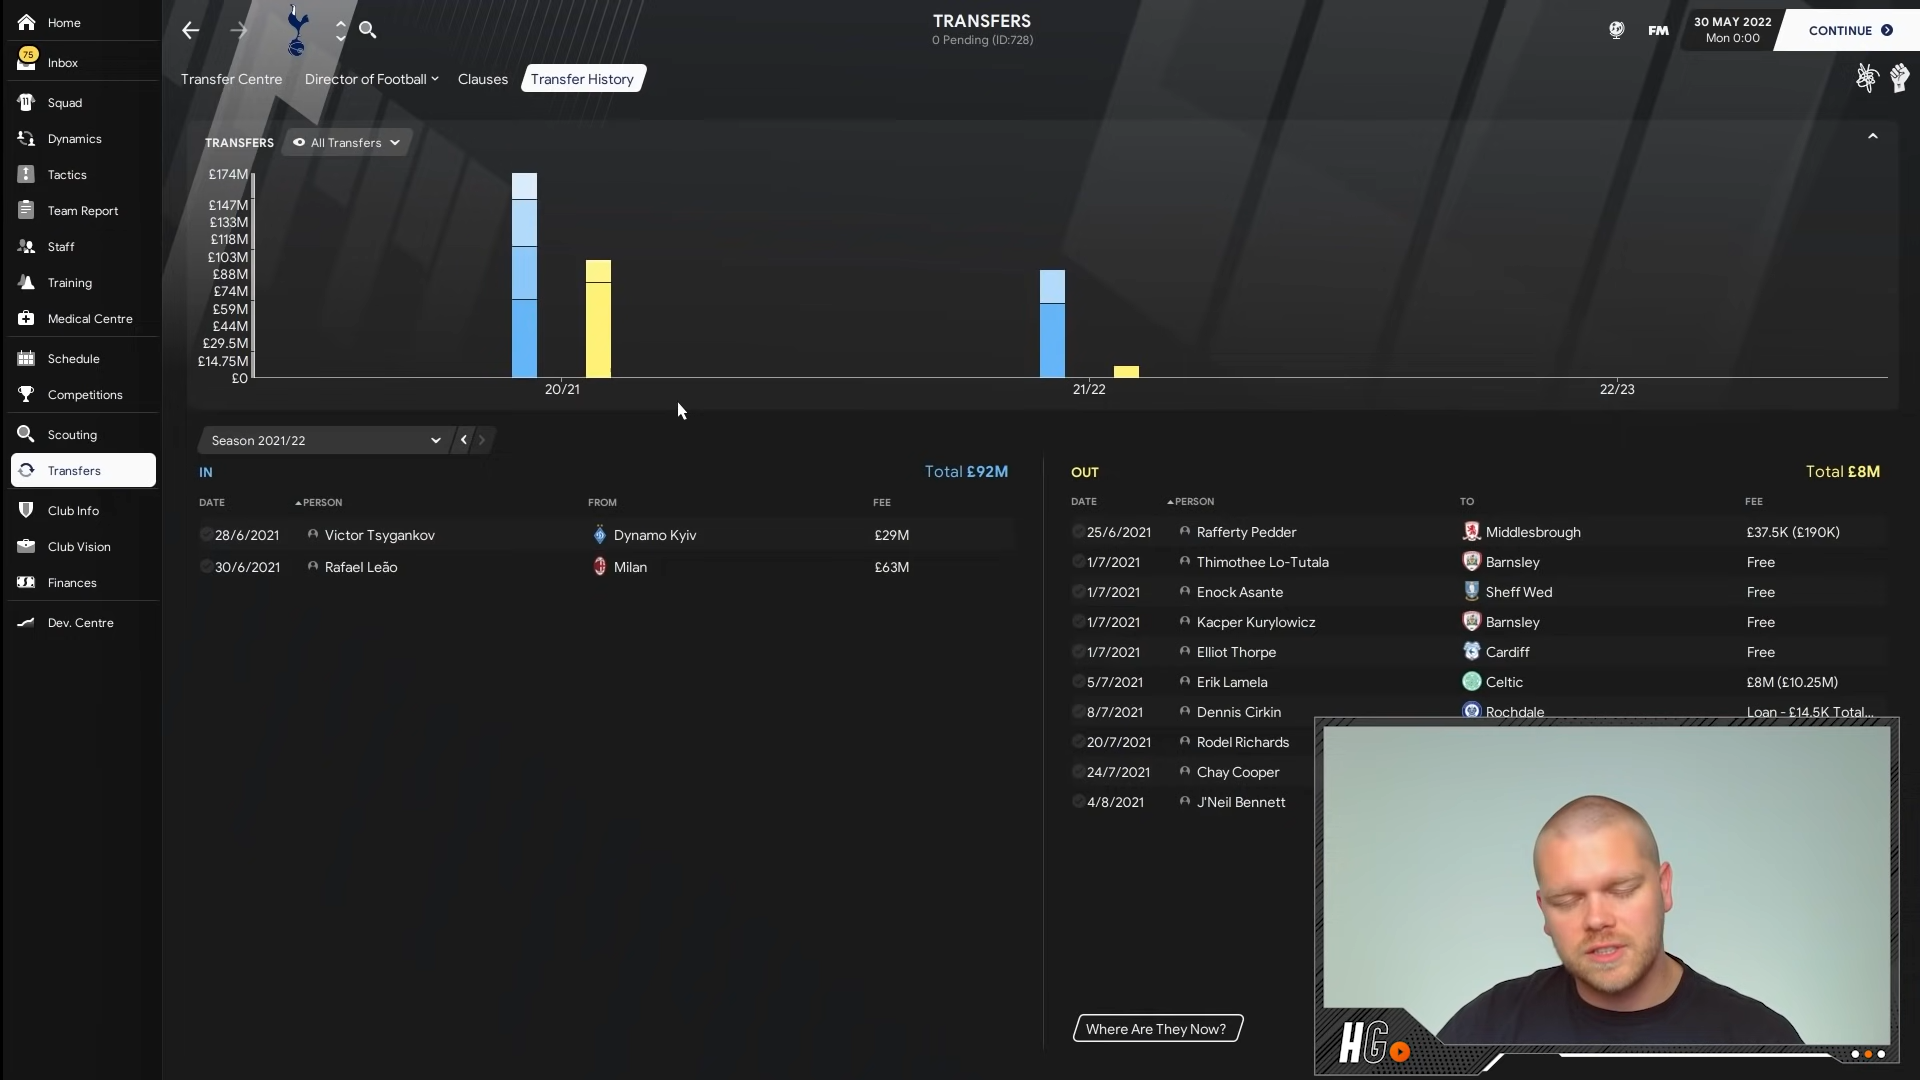 Home
75
Inbox
Squad
Dynamics
Tactics
Team Report
Staff
Training
Medical Centre
Schedule
Competitions
Scouting
Transfers
Club Info
Club Vision
Finances
Dev. Centre
TRANSFERS
0 Pending (ID:728)
FM
30 MAY 2022
Mon 0:00
CONTINUE
Transfer Centre
Director of Football
Clauses
Transfer History
TRANSFERS
All Transfers
£174M
£147M
£133M
£118M
£103M
£88M
£74M
£59M
£44M
£29.5M
£14.75M
£0
20/21
21/22
22/23
Season 2021/22
IN
Total £92M
DATE PERSON FROM FEE
28/6/2021 Victor Tsygankov Dynamo Kyiv £29M
30/6/2021 Rafael Leão Milan £63M
OUT
Total £8M
DATE PERSON TO FEE
25/6/2021 Rafferty Pedder Middlesbrough £37.5K (£190K)
1/7/2021 Thimothee Lo-Tutala Barnsley Free
1/7/2021 Enock Asante Sheff Wed Free
1/7/2021 Kacper Kurylowicz Barnsley Free
1/7/2021 Elliot Thorpe Cardiff Free
5/7/2021 Erik Lamela Celtic £8M (£10.25M)
8/7/2021 Dennis Cirkin Rochdale Loan - £14.5K Total...
20/7/2021 Rodel Richards
24/7/2021 Chay Cooper
4/8/2021 J'Neil Bennett
Where Are They Now?
HG